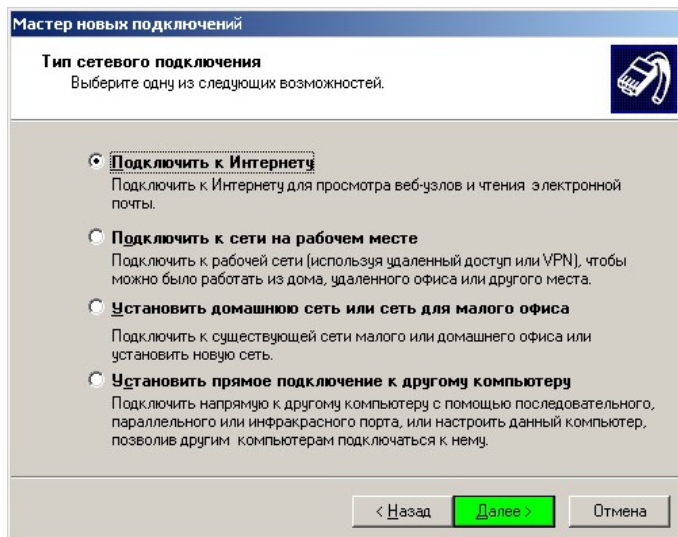 Мастер новых подключений
Тип сетевого подключения
Выберите одну из следующих возможностей.
Подключить к Интернету
Подключить к Интернету для просмотра веб-узлов и чтения электронной
почты.
Подключить к сети на рабочем месте
Подключить к рабочей сети (используя удаленный доступ или VPN), чтобы
можно было работать из дома, удаленного офиса или другого места.
Установить домашнюю сеть или сеть для малого офиса
Подключить к существующей сети малого или домашнего офиса или
установить новую сеть.
Установить прямое подключение к другому компьютеру
Подключить напрямую к другому компьютеру с помощью последовательного,
параллельного или инфракрасного порта, или настроить данный компьютер,
позволив другим компьютерам подключаться к нему.
< Назад Далее > Отмена